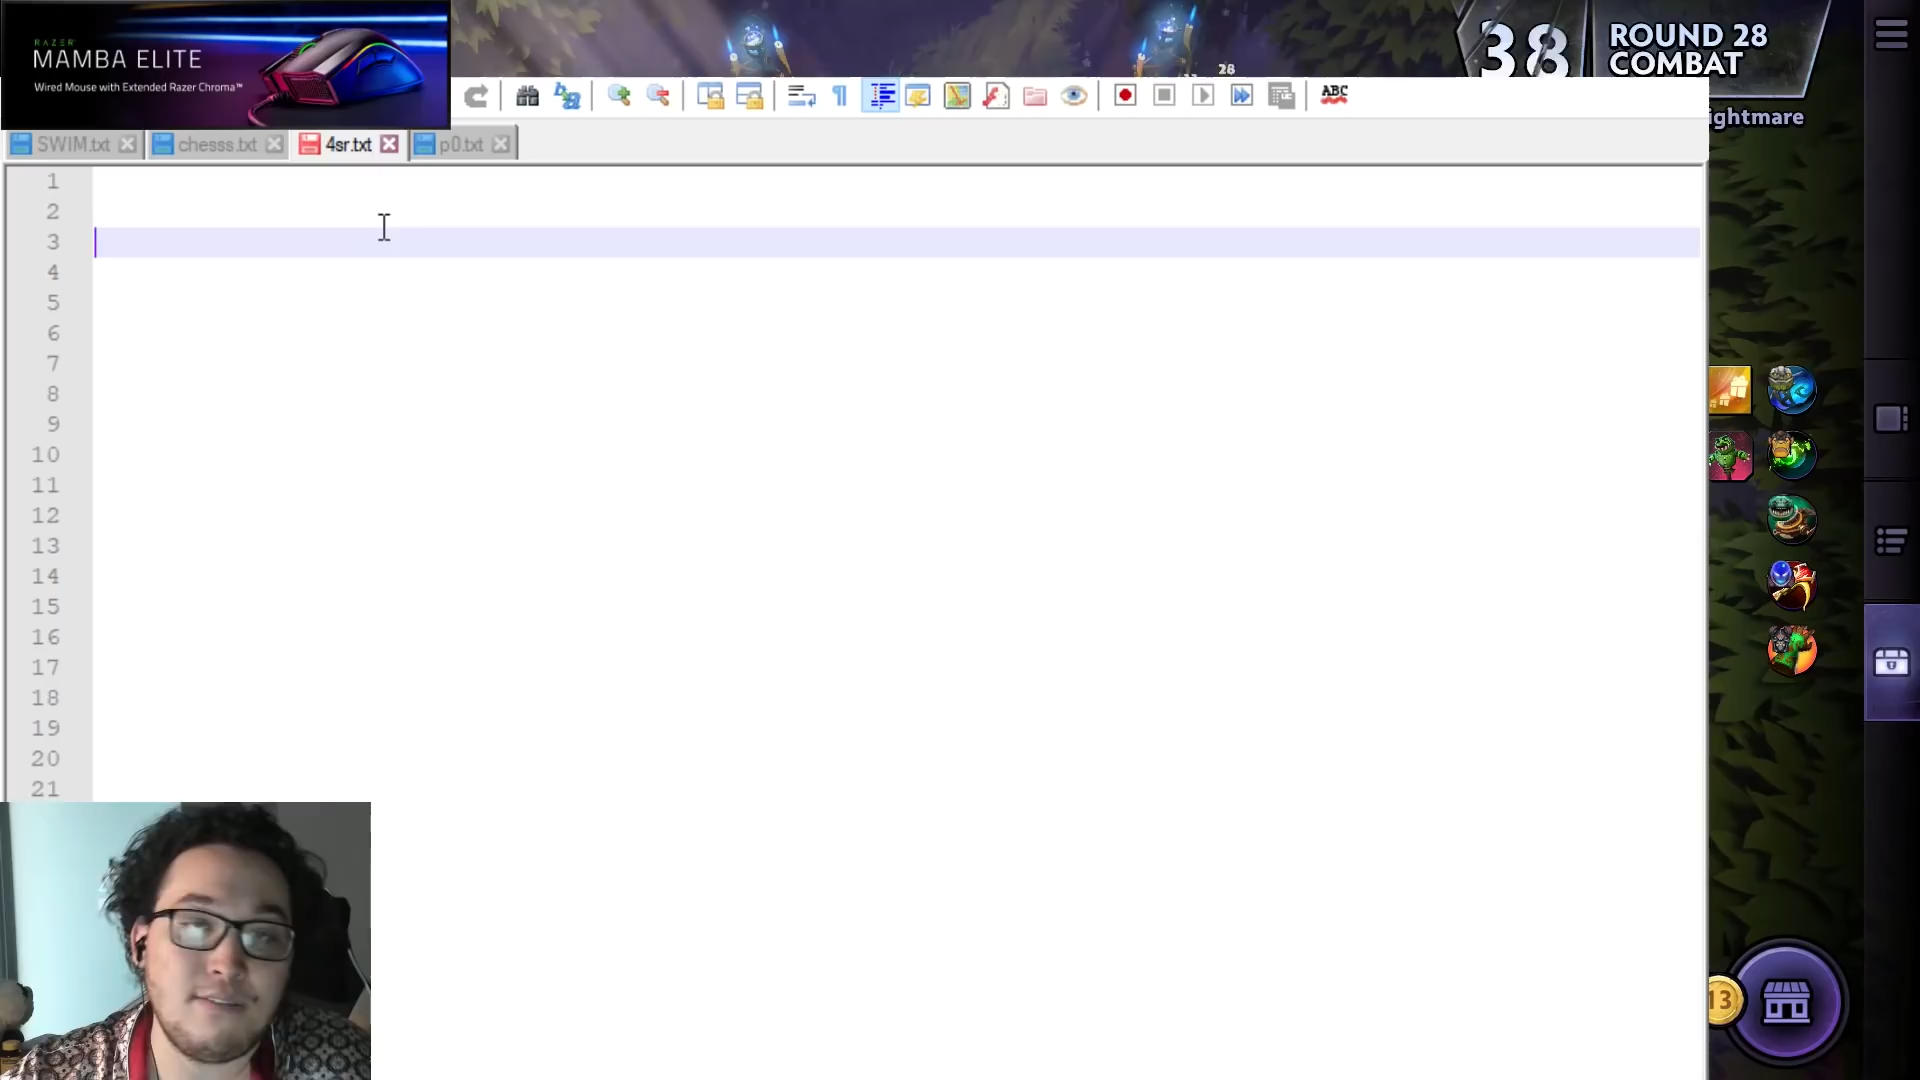 RAZER
MAMBA ELITE
Wired Mouse with Extended Razer Chroma™
28
38
ROUND 28
COMBAT
ightmare
ABC
SWIM.txt
chesss.txt
4sr.txt
p0.txt
1
2
3
4
5
6
7
8
9
10
11
12
13
14
15
16
17
18
19
20
21
13